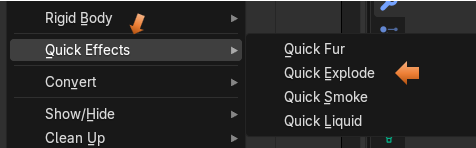 Rigid Body
Quick Effects
Convert
Show/Hide
Clean Up
Quick Fur
Quick Explode
Quick Smoke
Quick Liquid